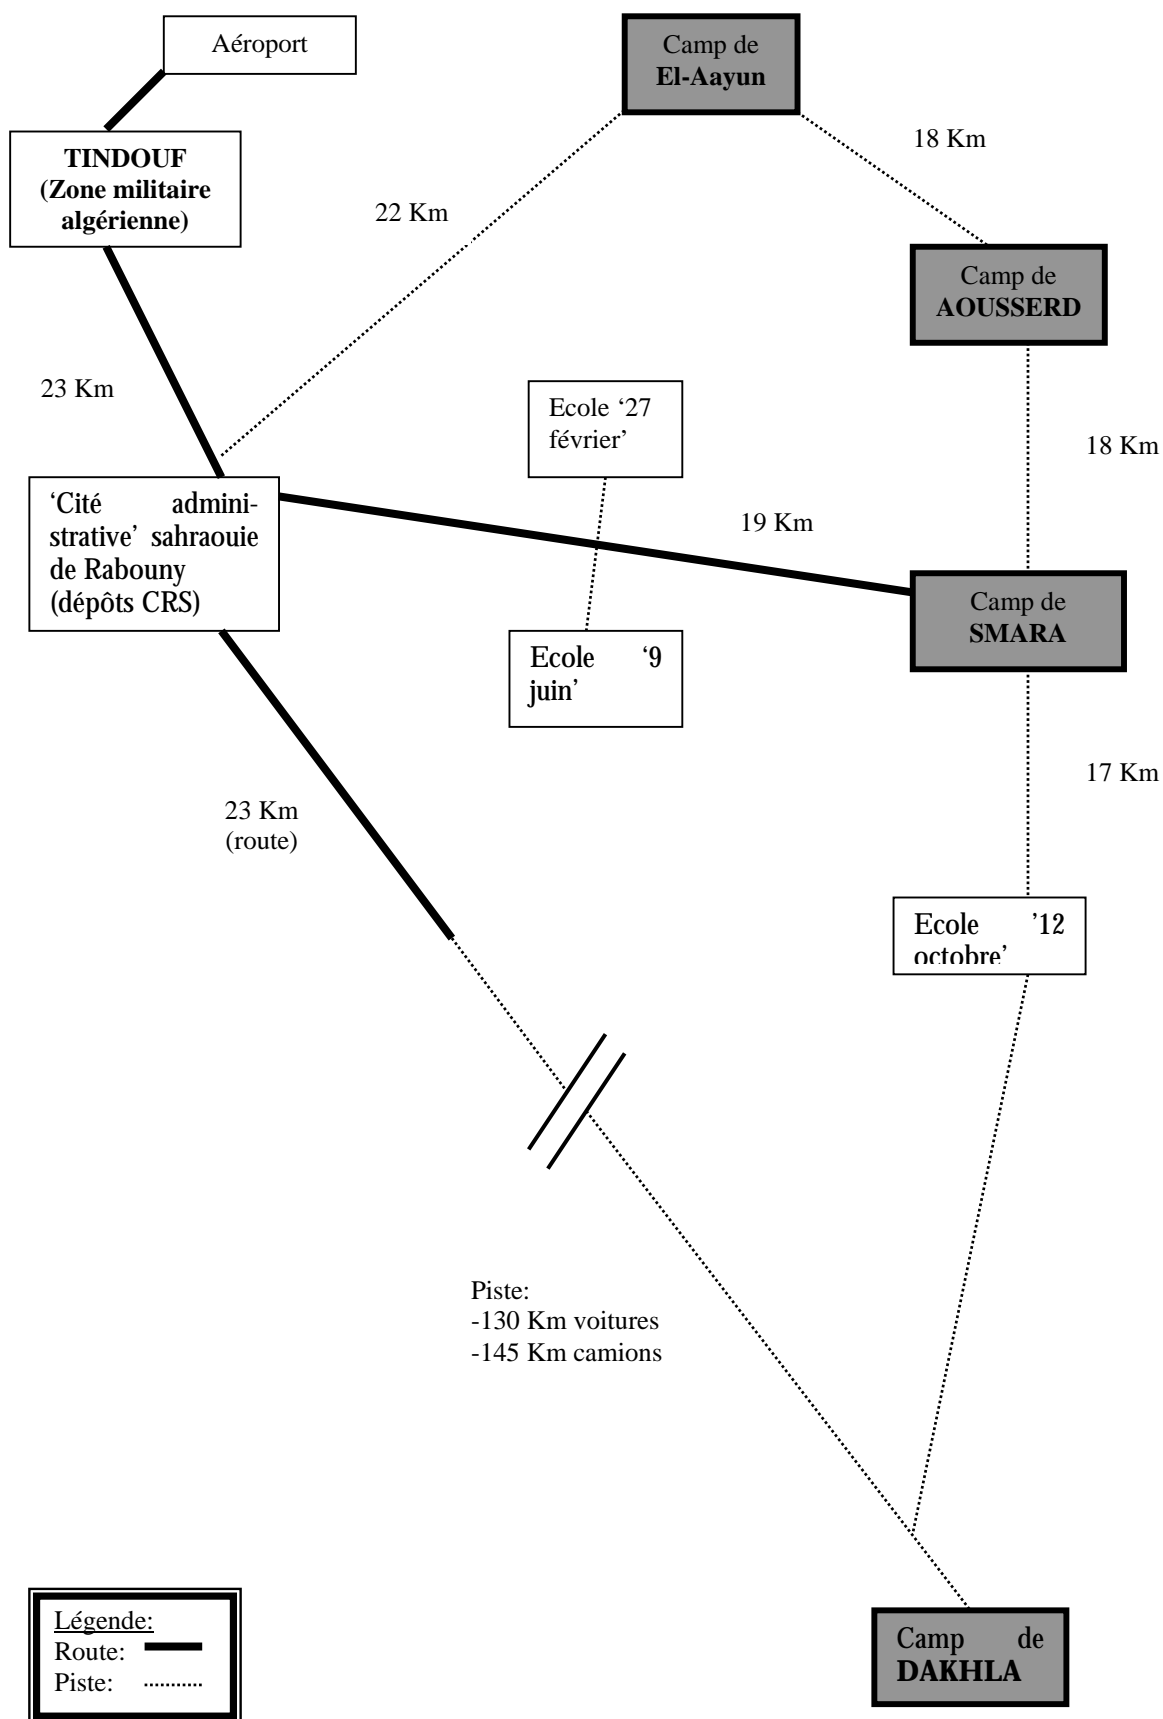 Aéroport
Camp de
El-Aayun
18 Km
TINDOUF
(Zone militaire
algérienne)
22 Km
Camp de
AOUSSERD
23 Km
Ecole ‘27
février’
18 Km
‘Cité admini-
strative’ sahraouie
de Rabouny
(dépôts CRS)
19 Km
Camp de
SMARA
Ecole ‘9
juin’
17 Km
23 Km
(route)
Ecole ’12
octobre’
Piste:
-130 Km voitures
-145 Km camions
Légende:
Route:
Piste:
Camp de
DAKHLA